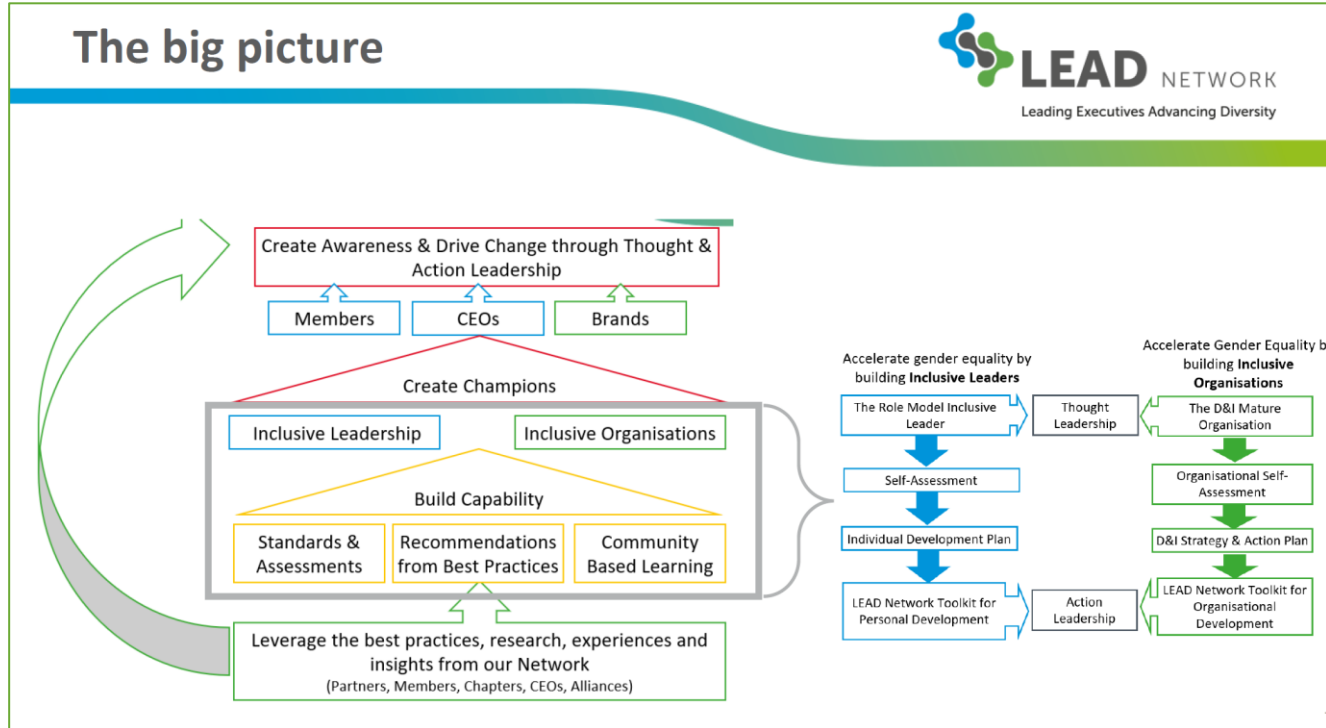 The big picture
LEAD NETWORK
Leading Executives Advancing Diversity
Create Awareness & Drive Change through Thought &
Action Leadership
Members
CEOs
Brands
Create Champions
Inclusive Leadership
Inclusive Organisations
Build Capability
Standards &
Assessments
Recommendations
from Best Practices
Community
Based Learning
Leverage the best practices, research, experiences and
insights from our Network
(Partners, Members, Chapters, CEOs, Alliances)
Accelerate gender equality by
building Inclusive Leaders
The Role Model Inclusive
Leader
Self-Assessment
Individual Development Plan
LEAD Network Toolkit for
Personal Development
Thought
Leadership
Action
Leadership
Accelerate Gender Equality b
building Inclusive
Organisations
The D&I Mature
Organisation
Organisational Self-
Assessment
D&I Strategy & Action Plan
LEAD Network Toolkit for
Organisational
Development